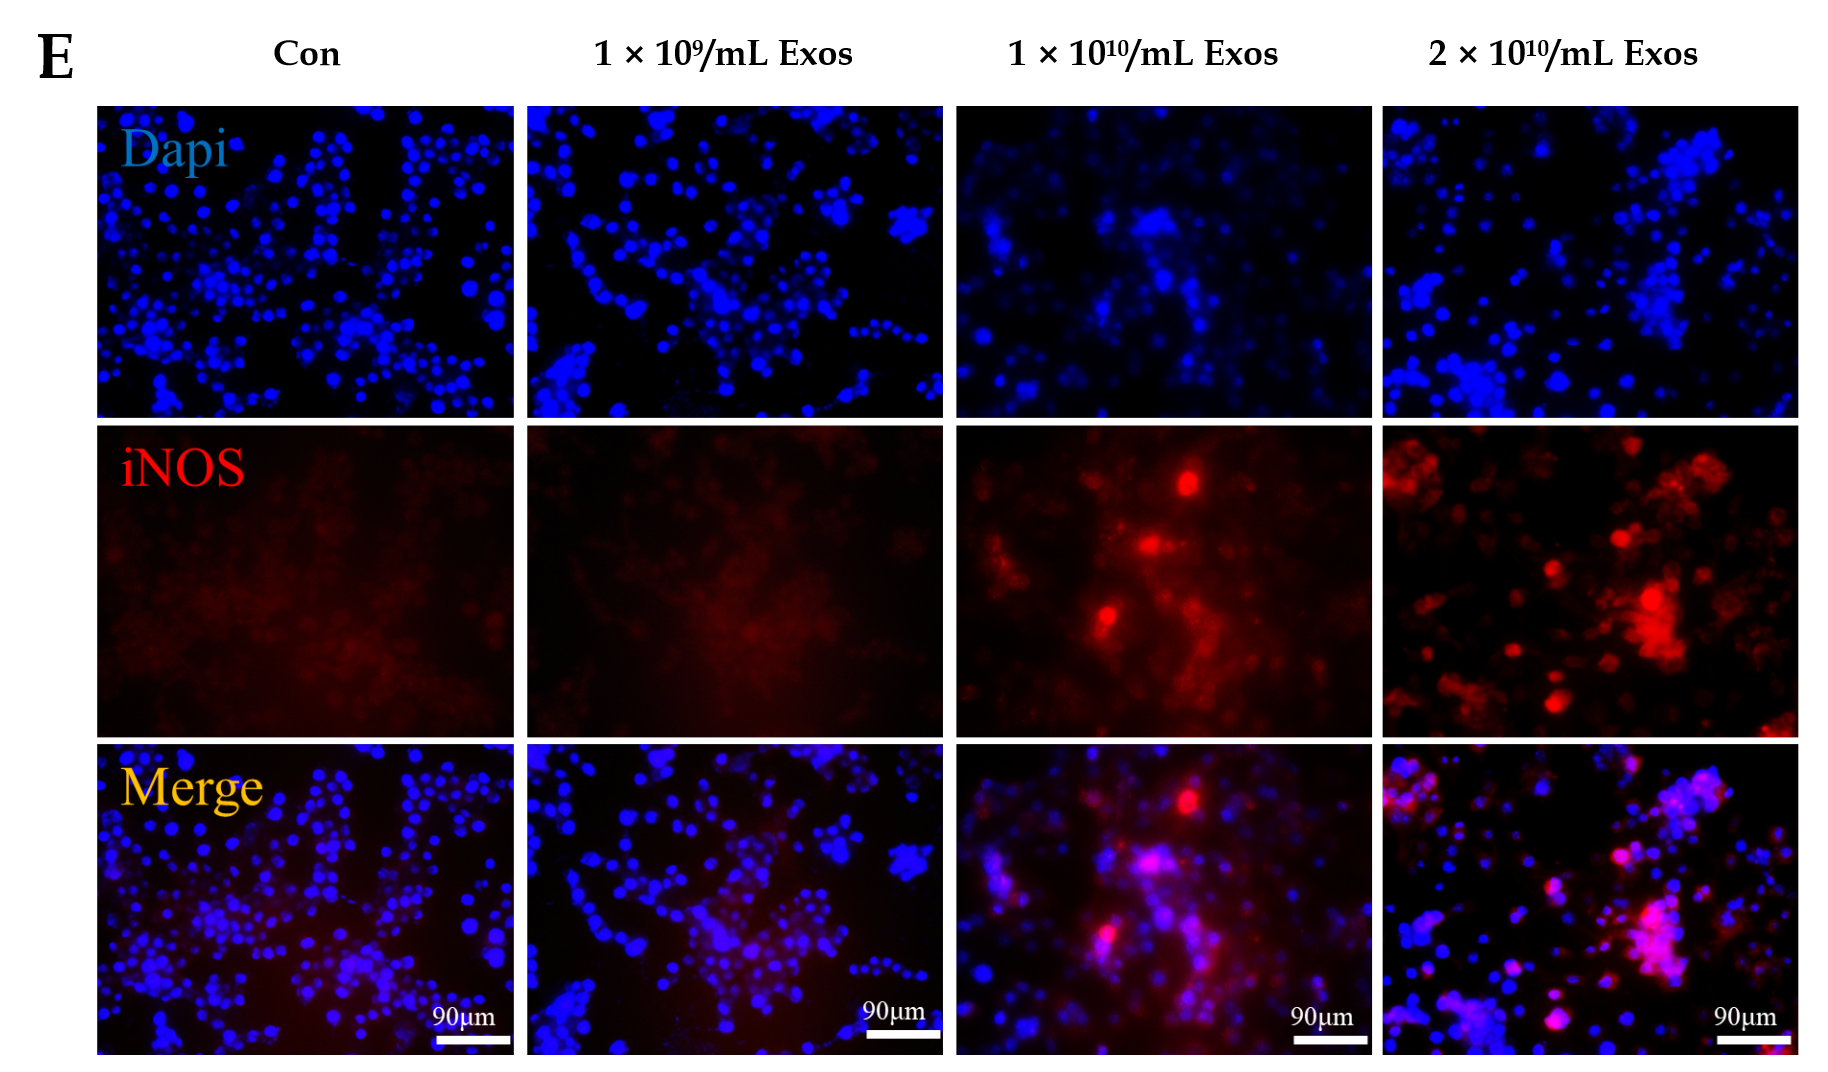 E
Con
1 × 10⁹/mL Exos
1 × 10¹⁰/mL Exos
2 × 10¹⁰/mL Exos
Dapi
iNOS
Merge
90μm
90μm
90μm
90μm